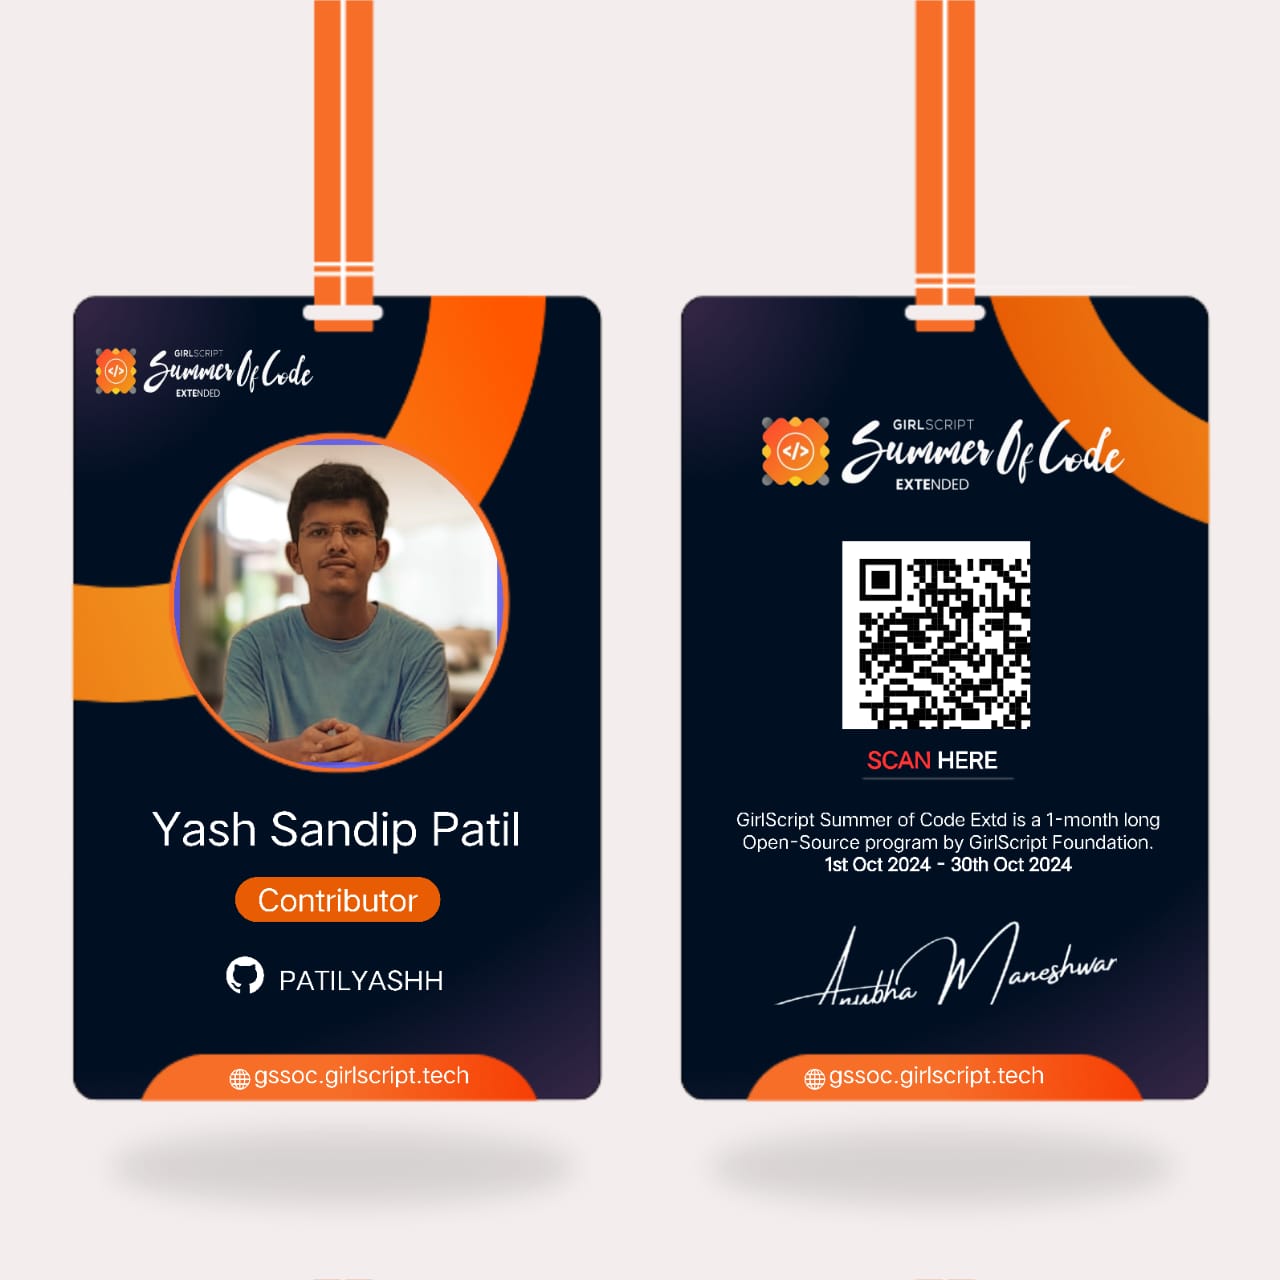 GIRLSCRIPT
Summer Of Code
EXTENDED
Yash Sandip Patil
Contributor
PATILYASHH
gssoc.girlscript.tech
GIRLSCRIPT
Summer Of Code
EXTENDED
SCAN HERE
GirlScript Summer of Code Extd is a 1-month long
Open-Source program by GirlScript Foundation.
1st Oct 2024 - 30th Oct 2024
Anubha Maneshwar
gssoc.girlscript.tech